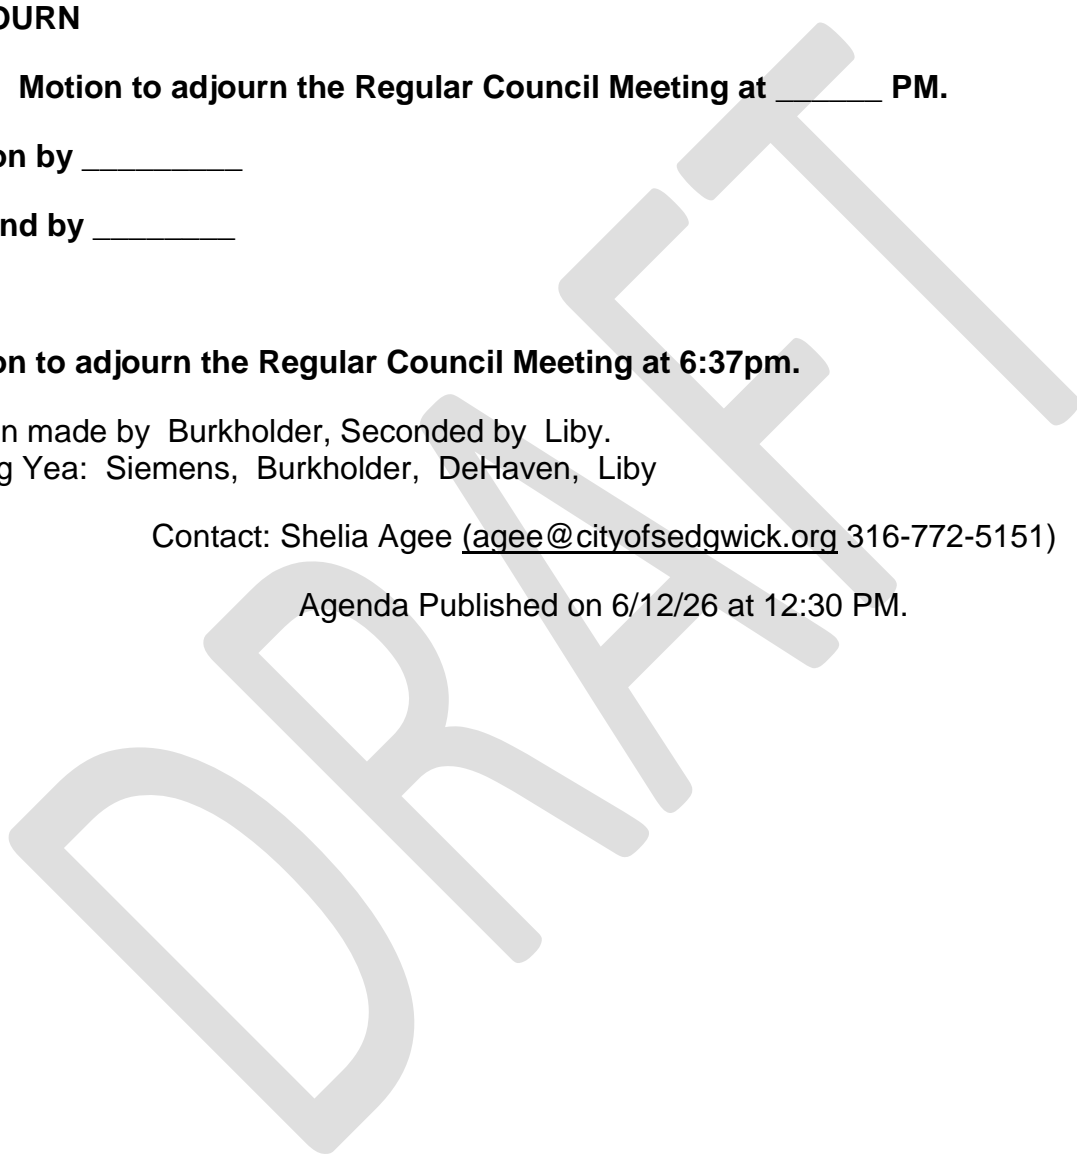 OURN
Motion to adjourn the Regular Council Meeting at ______ PM.
on by _________
nd by ________
on to adjourn the Regular Council Meeting at 6:37pm.
n made by  Burkholder, Seconded by  Liby.
g Yea:  Siemens,  Burkholder,  DeHaven,  Liby
Contact: Shelia Agee (agee@cityofsedgwick.org 316-772-5151)
Agenda Published on 6/12/26 at 12:30 PM.
DRAFT